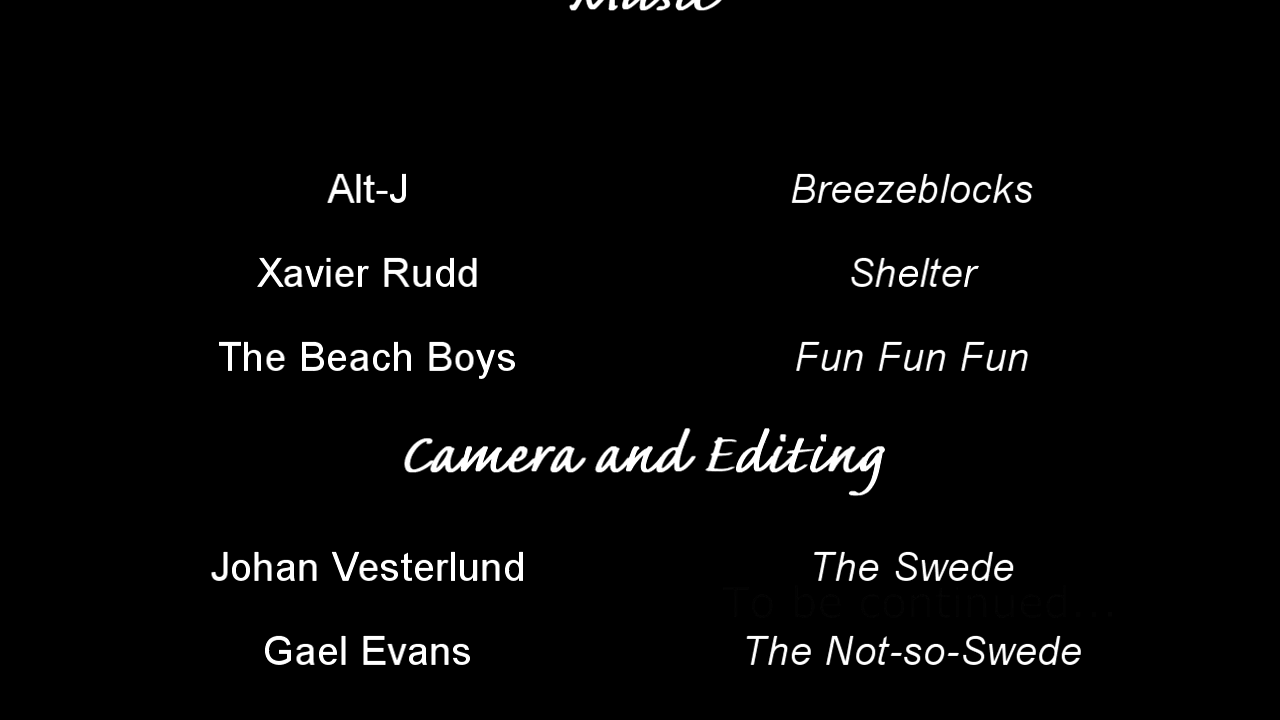 Music
Alt-J Breezeblocks
Xavier Rudd Shelter
The Beach Boys Fun Fun Fun
Camera and Editing
Johan Vesterlund The Swede
To be continued...
Gael Evans The Not-so-Swede